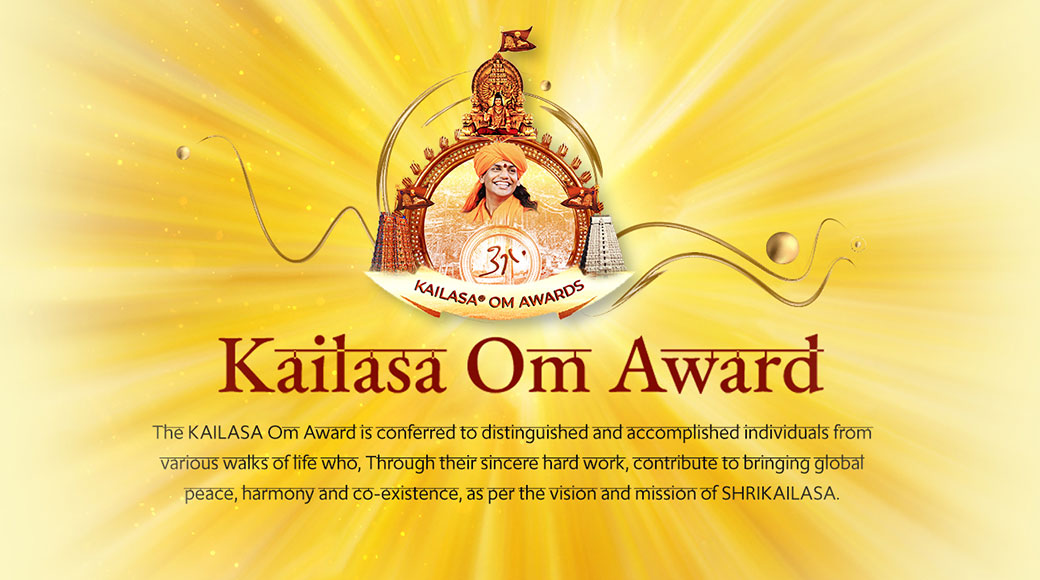 KAILASA® OM AWARDS
Kailasa Om Award
The KAILASA Om Award is conferred to distinguished and accomplished individuals from
various walks of life who, Through their sincere hard work, contribute to bringing global
peace, harmony and co-existence, as per the vision and mission of SHRIKAILASA.